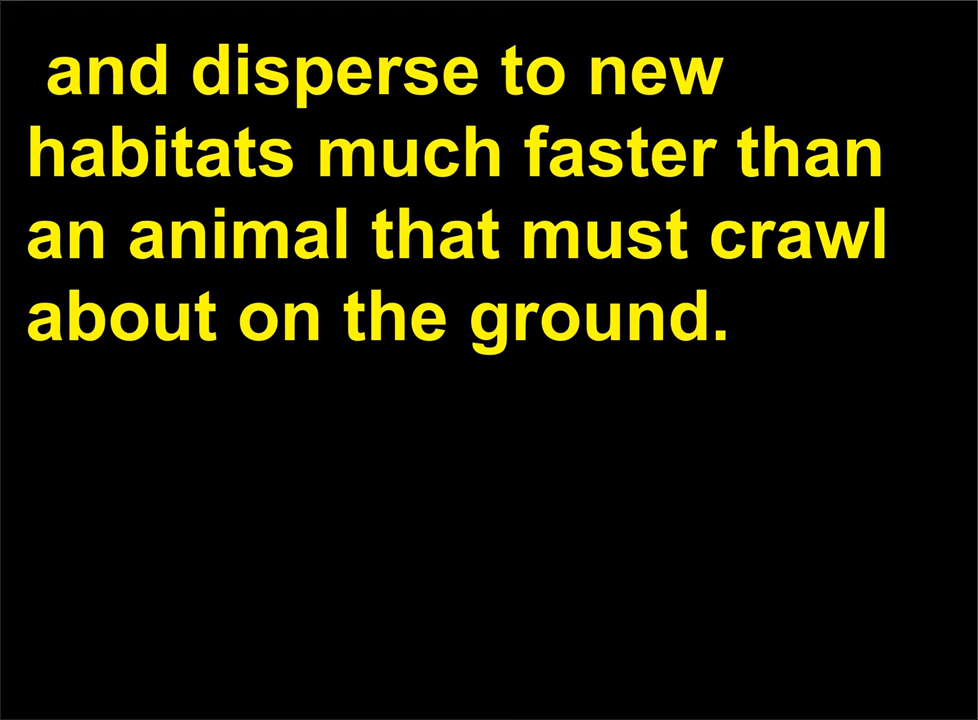 and disperse to new
habitats much faster than
an animal that must crawl
about on the ground.